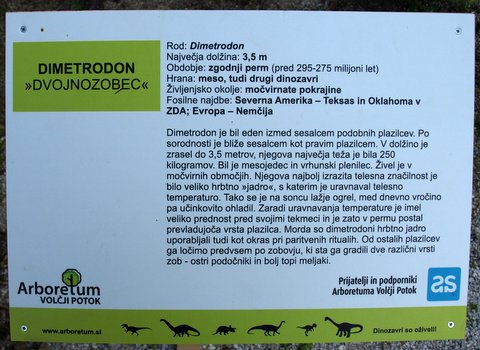 DIMETRODON
»DVOJNOZOBEC«
Rod: Dimetrodon
Največja dolžina: 3,5 m
Obdobje: zgodnji perm (pred 295-275 milijoni let)
Hrana: meso, tudi drugi dinozavri
Življenjsko okolje: močvirnate pokrajine
Fosilne najdbe: Severna Amerika – Teksas in Oklahoma v
ZDA; Evropa – Nemčija
Dimetrodon je bil eden izmed sesalcem podobnih plazilcev. Po
sorodnosti je bliže sesalcem kot pravim plazilcem. V dolžino je
zrasel do 3,5 metrov, njegova največja teža je bila 250
kilogramov. Bil je mesojedec in vrhunski plenilec. Živel je v
močvirnih območjih. Njegova najbolj izrazita telesna značilnost je
bilo veliko hrbtno »jadro«, s katerim je uravnaval telesno
temperaturo. Tako se je na soncu lažje ogrel, med dnevno vročino
pa učinkovito ohladil. Zaradi uravnavanja temperature je imel
veliko prednost pred svojimi tekmeci in je zato v permu postal
prevladujoča vrsta plazilca. Morda so dimetrodoni hrbtno jadro
uporabljali tudi kot okras pri paritvenih ritualih. Od ostalih plazilcev
ga ločimo predvsem po zobovju, ki sta ga gradili dve različni vrsti
zob - ostri podočniki in bolj topi meljaki.
Arboretum
VOLČJI POTOK
Prijatelji in podporniki
Arboretuma Volčji Potok
as
www.arboretum.si
Dinozavri so oživeli!